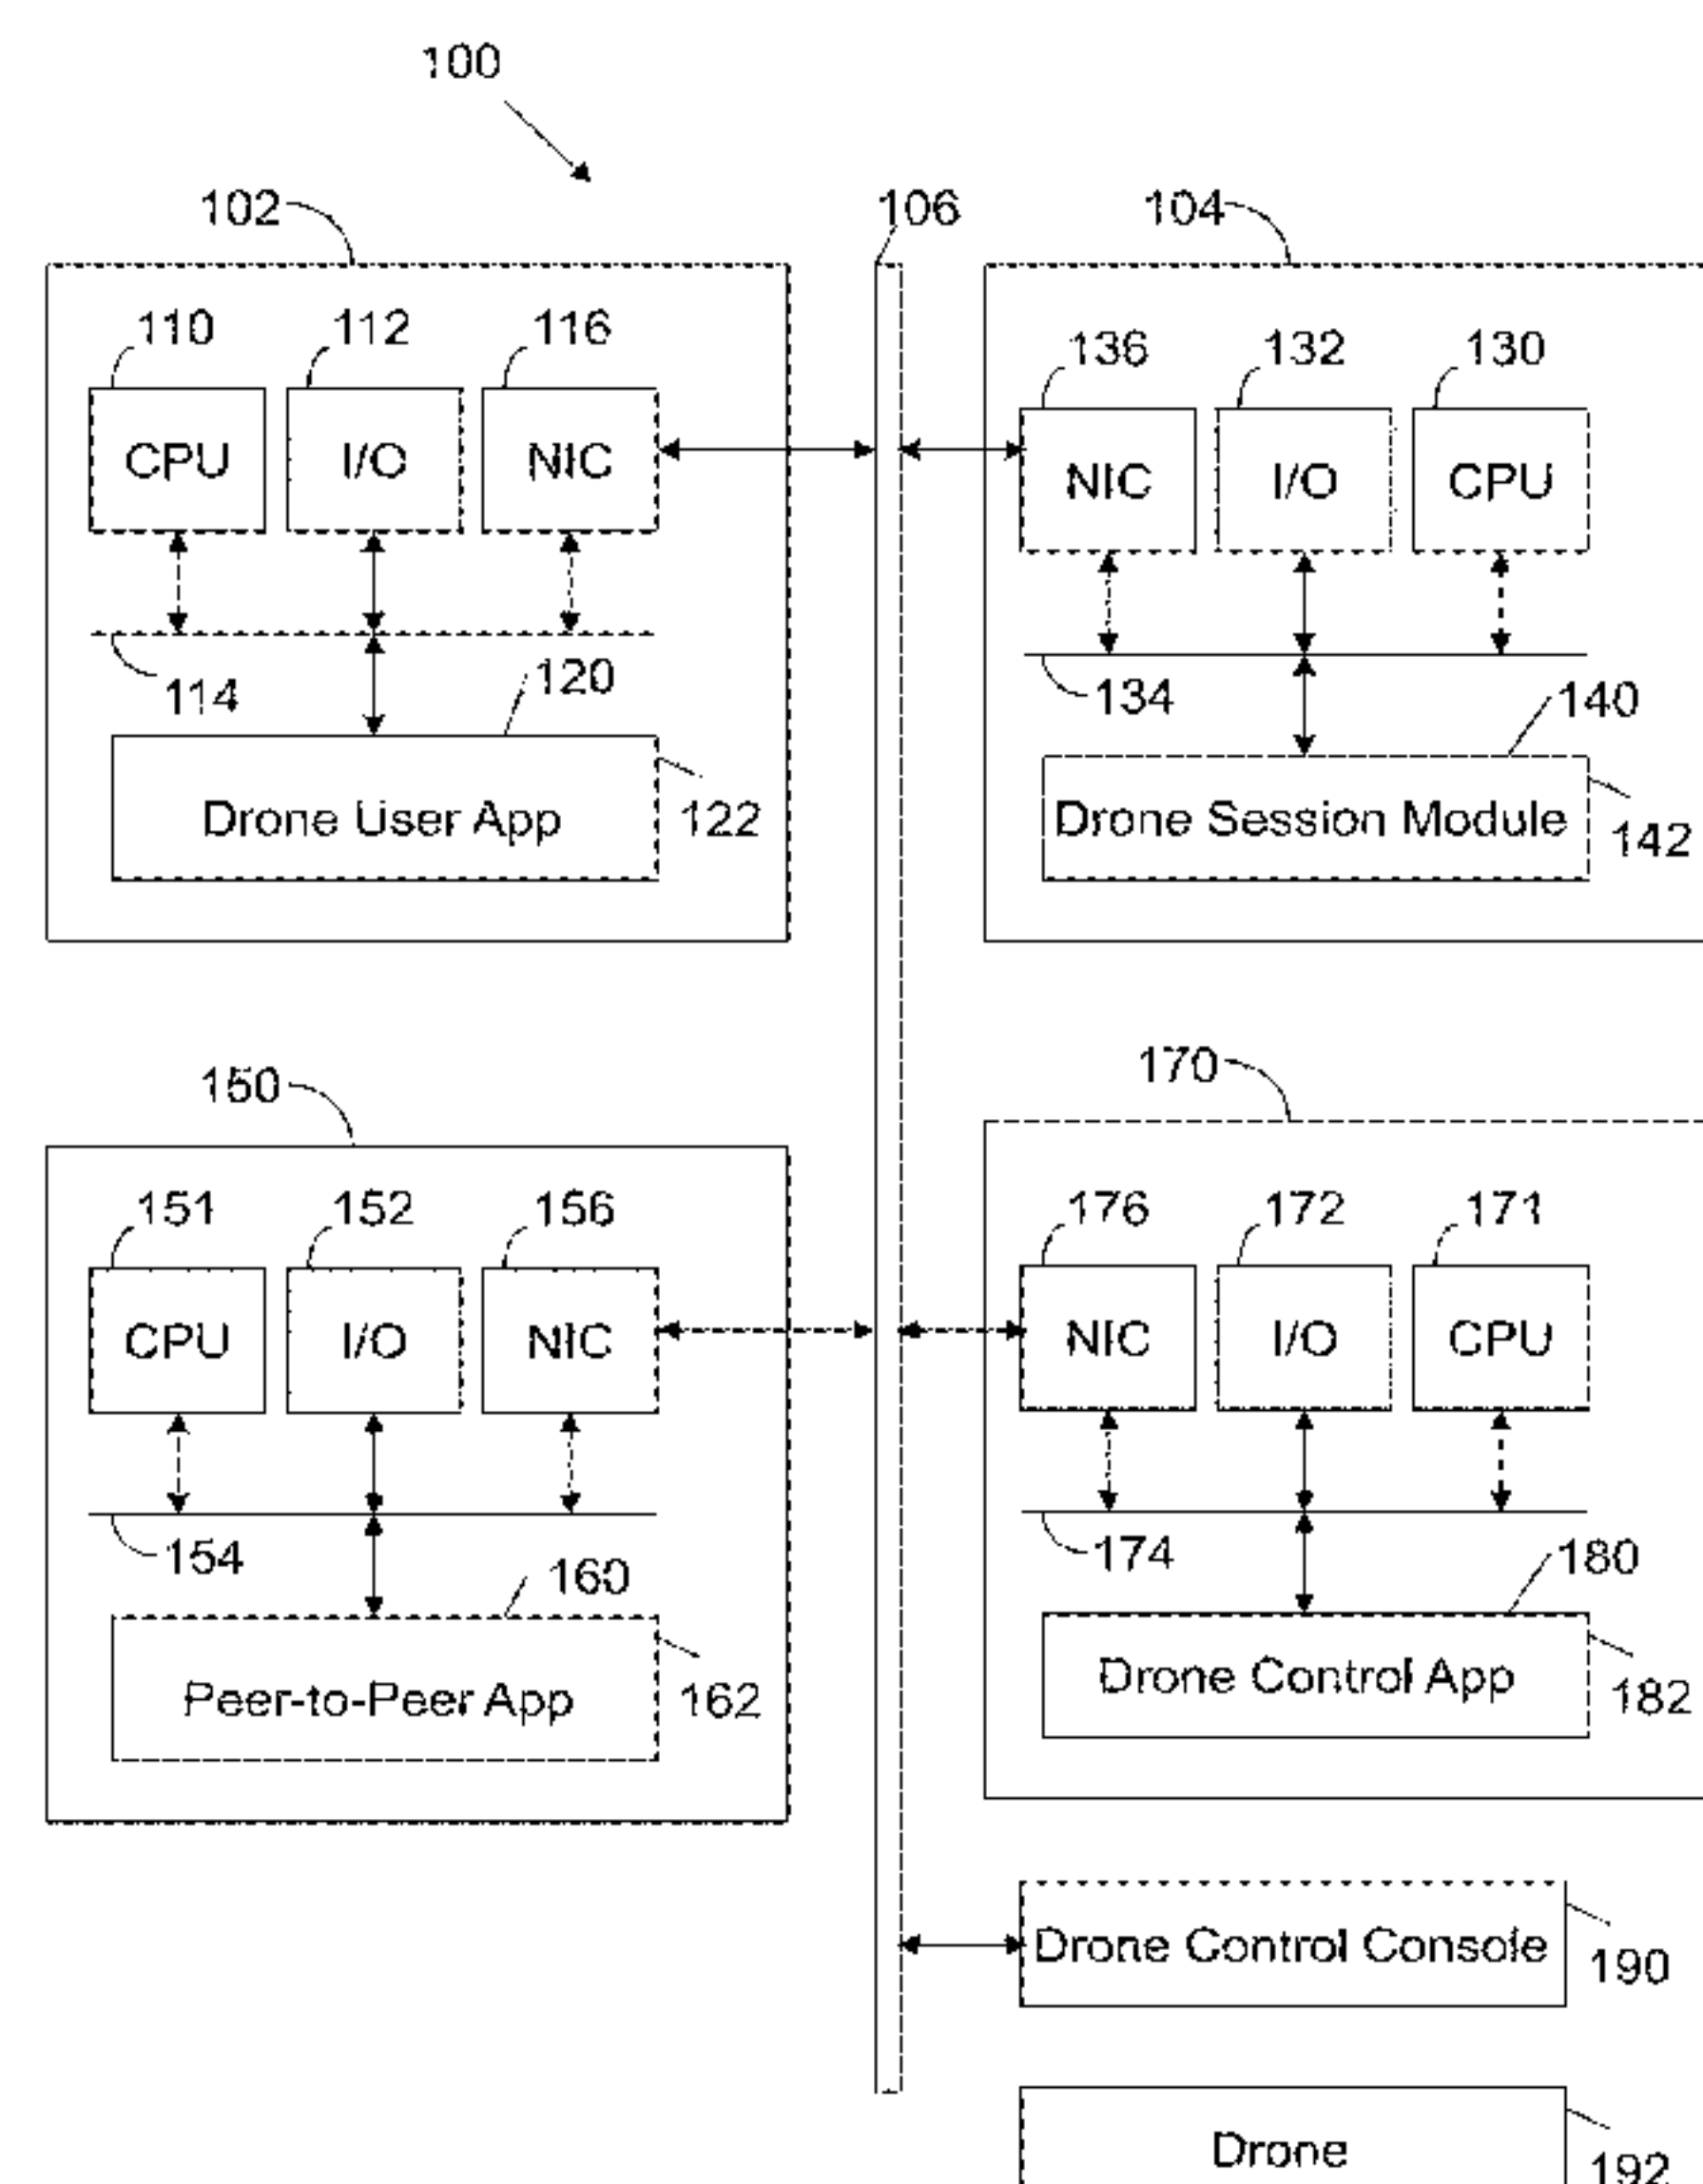 100
102
106
104
110
112
116
136
132
130
CPU
I/O
NIC
NIC
I/O
CPU
114
120
134
140
Drone User App
122
Drone Session Module
142
150
170
151
152
156
176
172
171
CPU
I/O
NIC
NIC
I/O
CPU
154
160
174
180
Peer-to-Peer App
162
Drone Control App
182
Drone Control Console
190
Drone
192